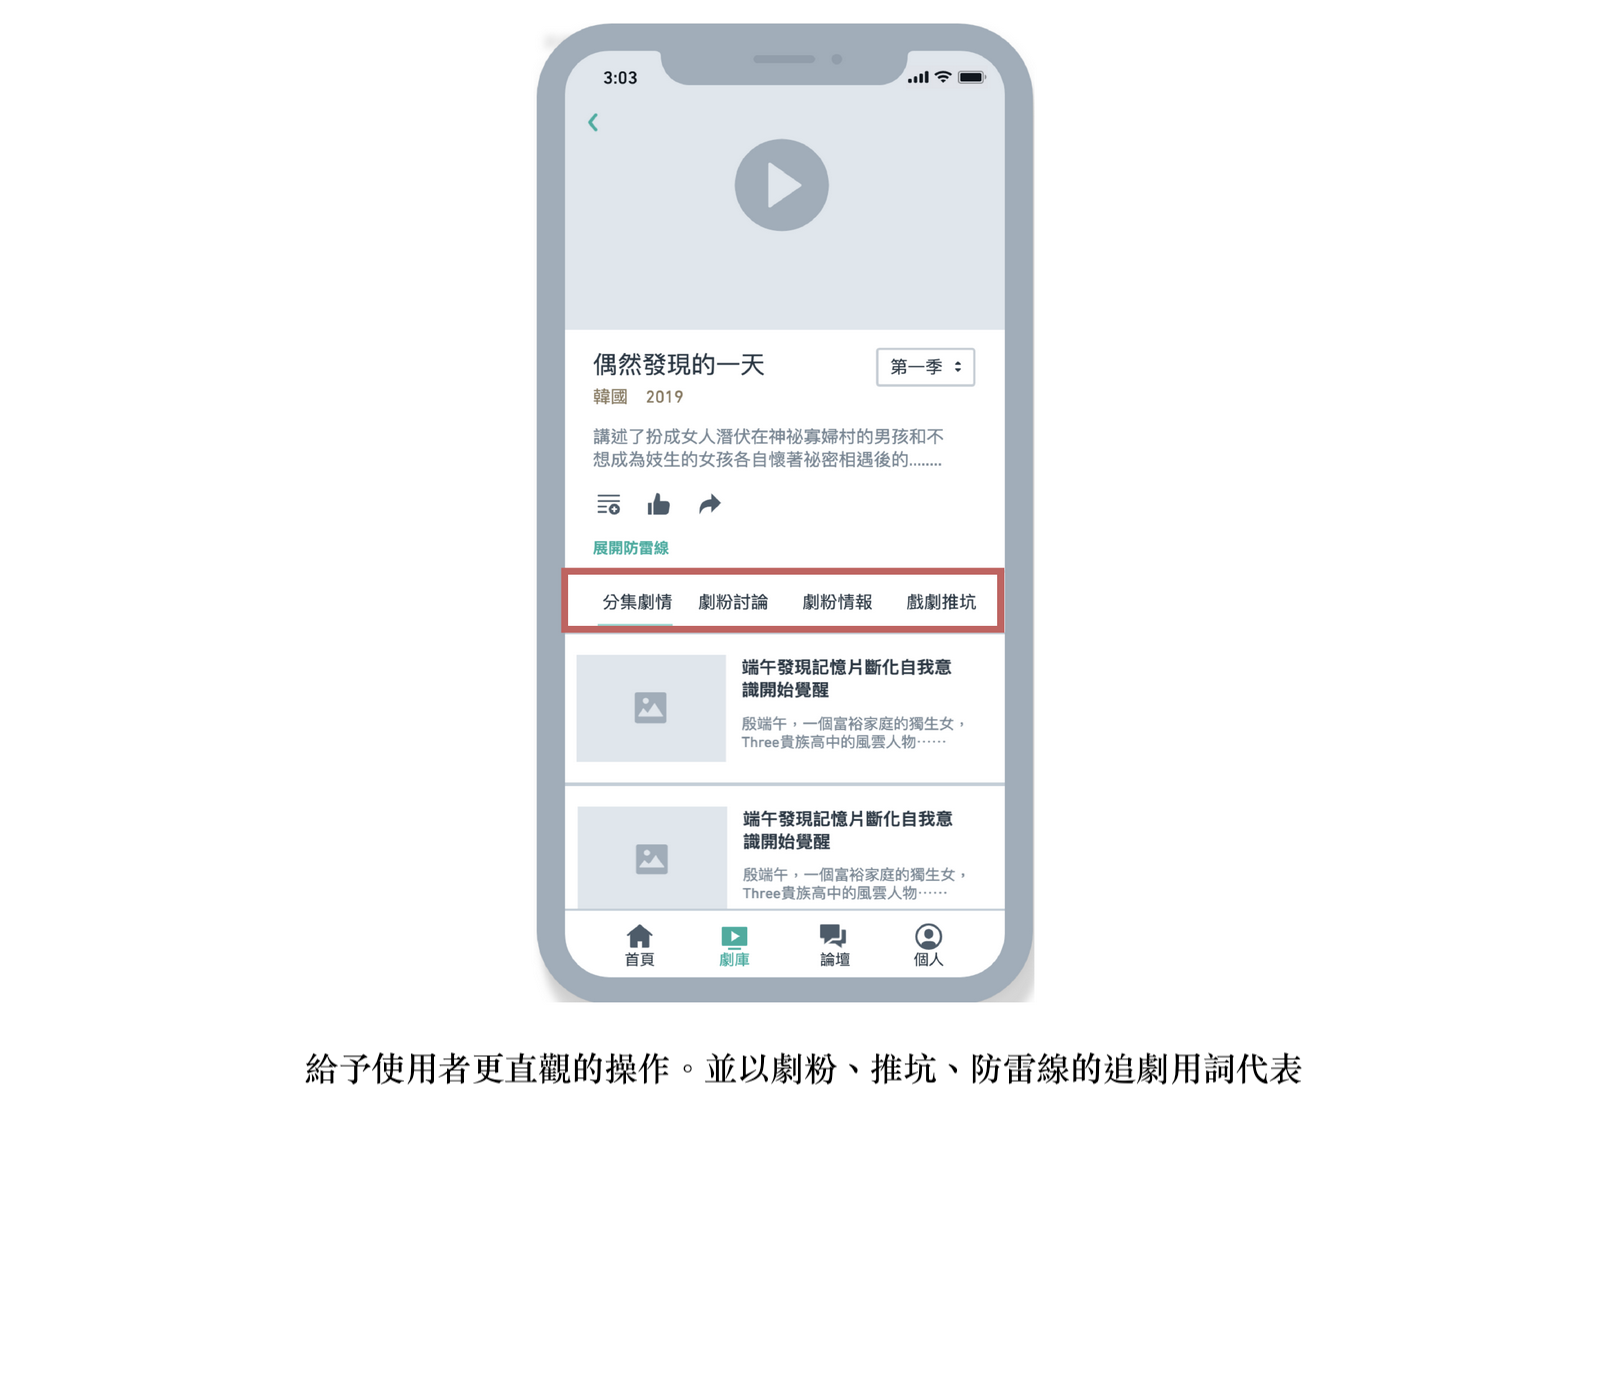 3:03
偶然發現的一天
第一季
韓國 2019
講述了扮成女人潛伏在神祕寡婦村的男孩和不
想成為妓生的女孩各自懷著祕密相遇後的........
展開防雷線
分集劇情 劇粉討論 劇粉情報 戲劇推坑
端午發現記憶片斷化自我意
識開始覺醒
殷端午，一個富裕家庭的獨生女，
Three貴族高中的風雲人物⋯⋯
端午發現記憶片斷化自我意
識開始覺醒
殷端午，一個富裕家庭的獨生女，
Three貴族高中的風雲人物⋯⋯
首頁 劇庫 論壇 個人
給予使用者更直觀的操作。並以劇粉、推坑、防雷線的追劇用詞代表